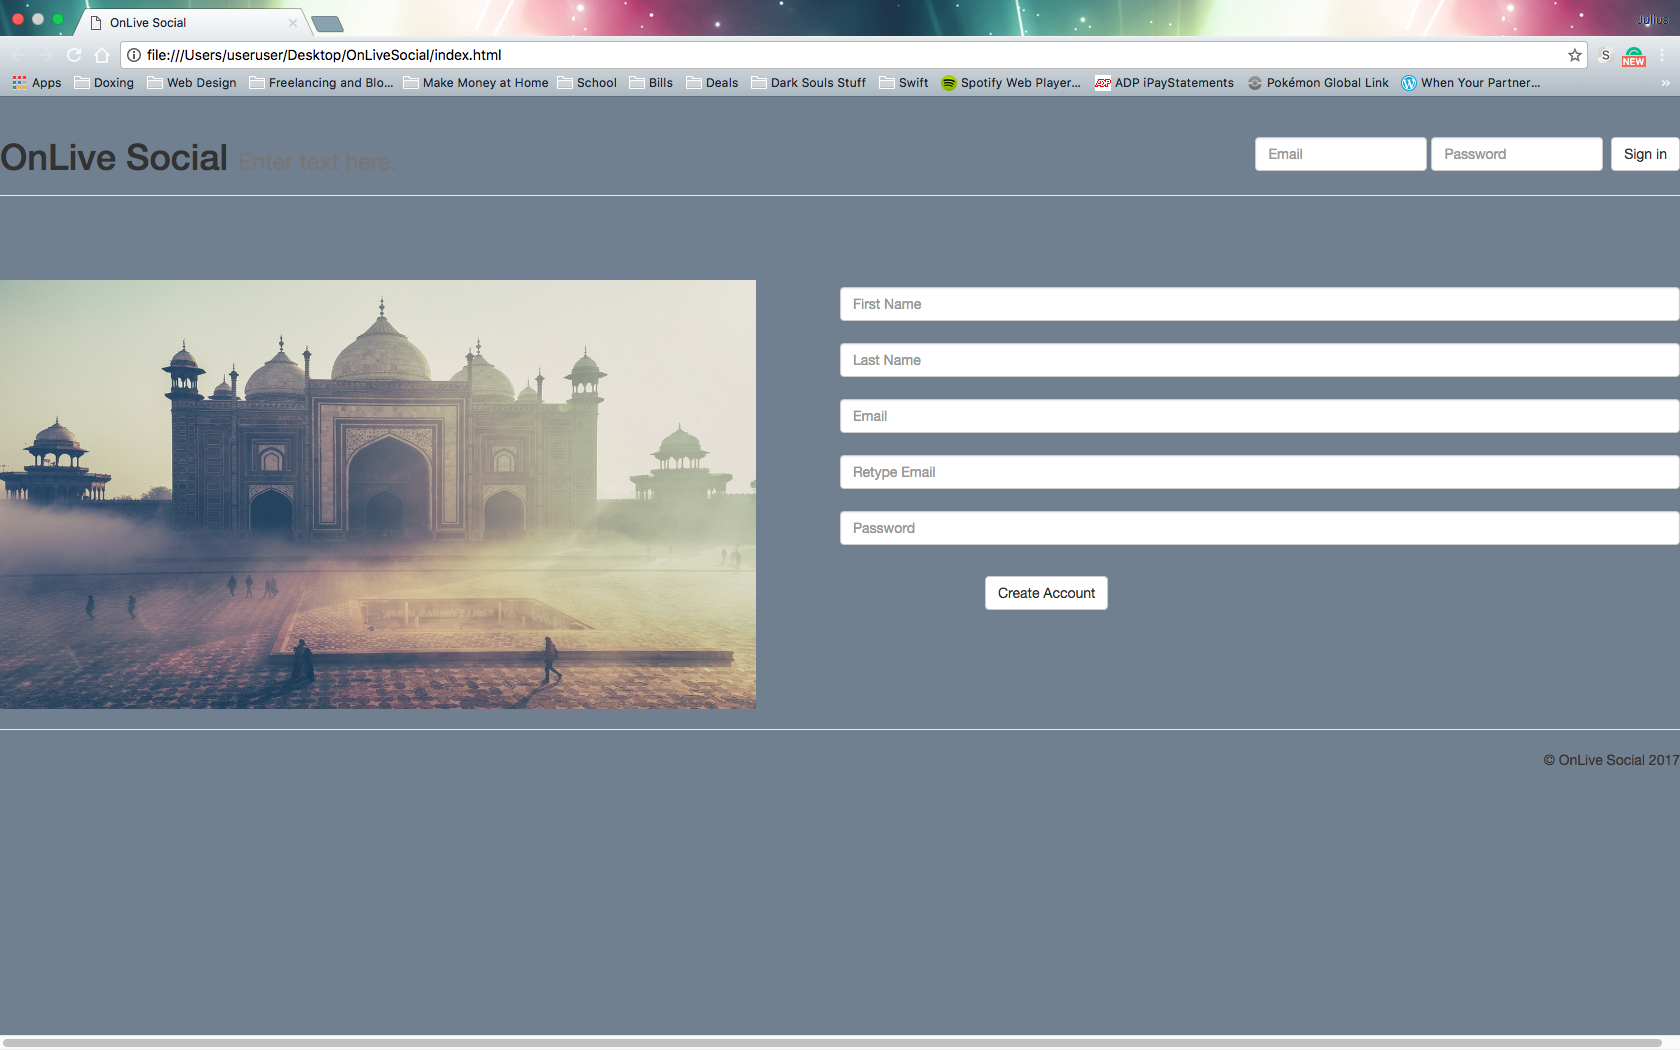 OnLive Social
Julius
file:///Users/useruser/Desktop/OnLiveSocial/index.html
S
NEW
Apps Doxing Web Design Freelancing and Blo... Make Money at Home School Bills Deals Dark Souls Stuff Swift Spotify Web Player... ADP ADP iPayStatements Pokémon Global Link When Your Partner... »
OnLive Social Enter text here.
Email Password Sign in
First Name
Last Name
Email
Retype Email
Password
Create Account
© OnLive Social 2017